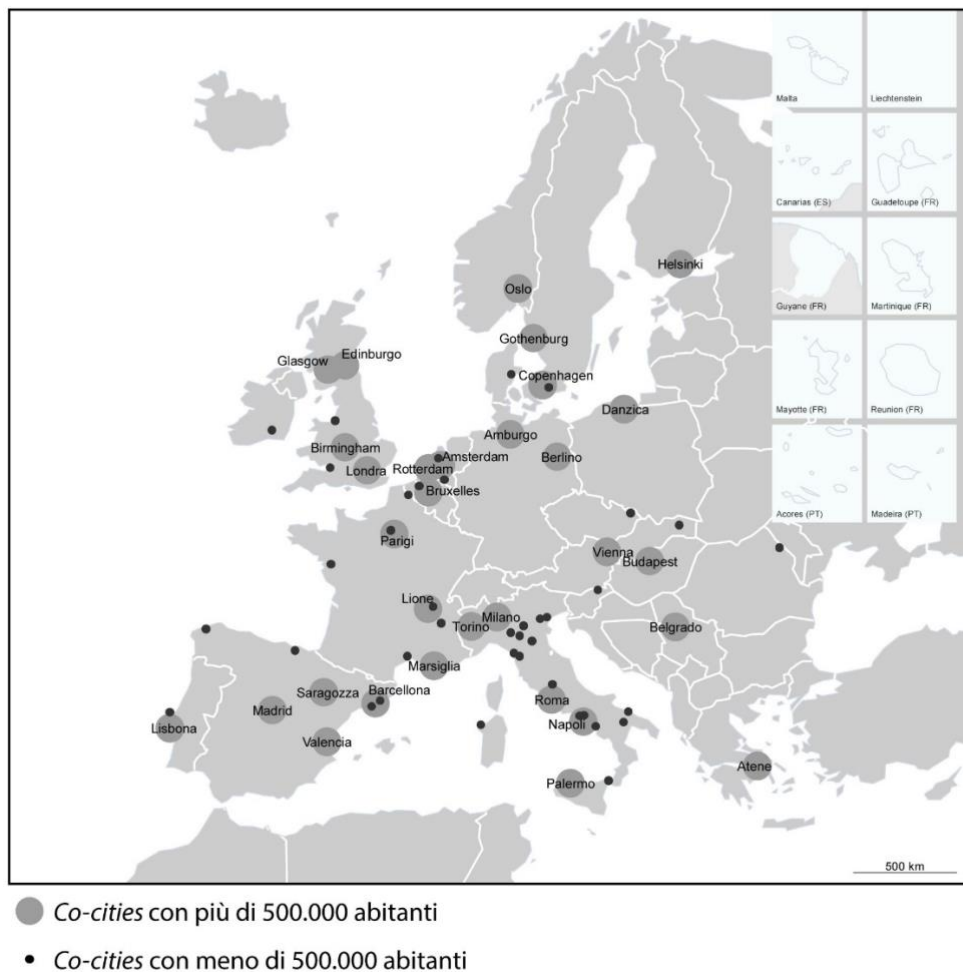 Malta
Liechtenstein
Canarias (ES)
Guadeloupe (FR)
Guyane (FR)
Martinique (FR)
Mayotte (FR)
Reunion (FR)
Acores (PT)
Madeira (PT)
Helsinki
Oslo
Gothenburg
Glasgow
Edinburgo
Copenhagen
Danzica
Birmingham
Londra
Amburgo
Berlino
Amsterdam
Rotterdam
Bruxelles
Parigi
Vienna
Budapest
Lione
Torino
Milano
Belgrado
Marsiglia
Saragozza
Barcellona
Madrid
Roma
Lisbona
Valencia
Napoli
Palermo
Atene
500 km
Co-cities con più di 500.000 abitanti
Co-cities con meno di 500.000 abitanti